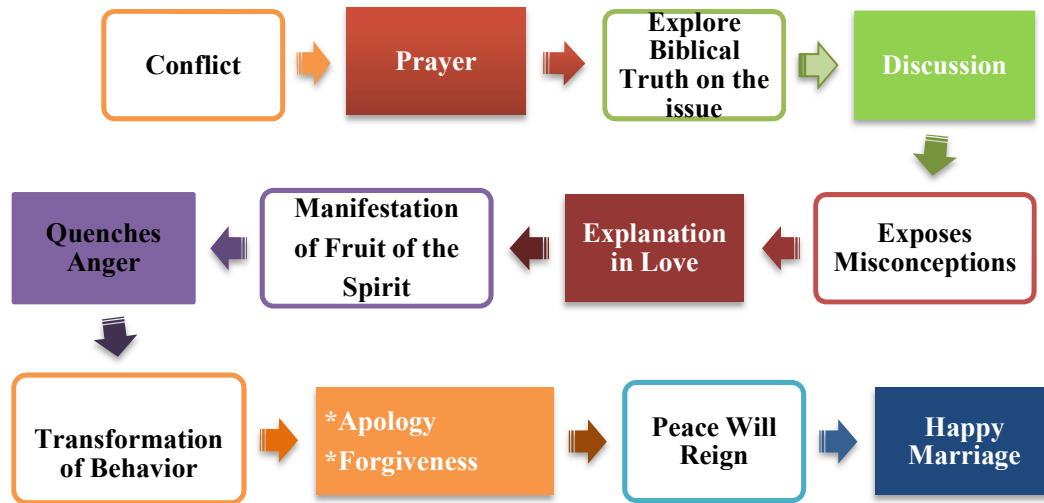 Conflict
Prayer
Explore
Biblical
Truth on the
issue
Discussion
Exposes
Misconceptions
Explanation
in Love
Manifestation
of Fruit of the
Spirit
Quenches
Anger
Transformation
of Behavior
*Apology
*Forgiveness
Peace Will
Reign
Happy
Marriage